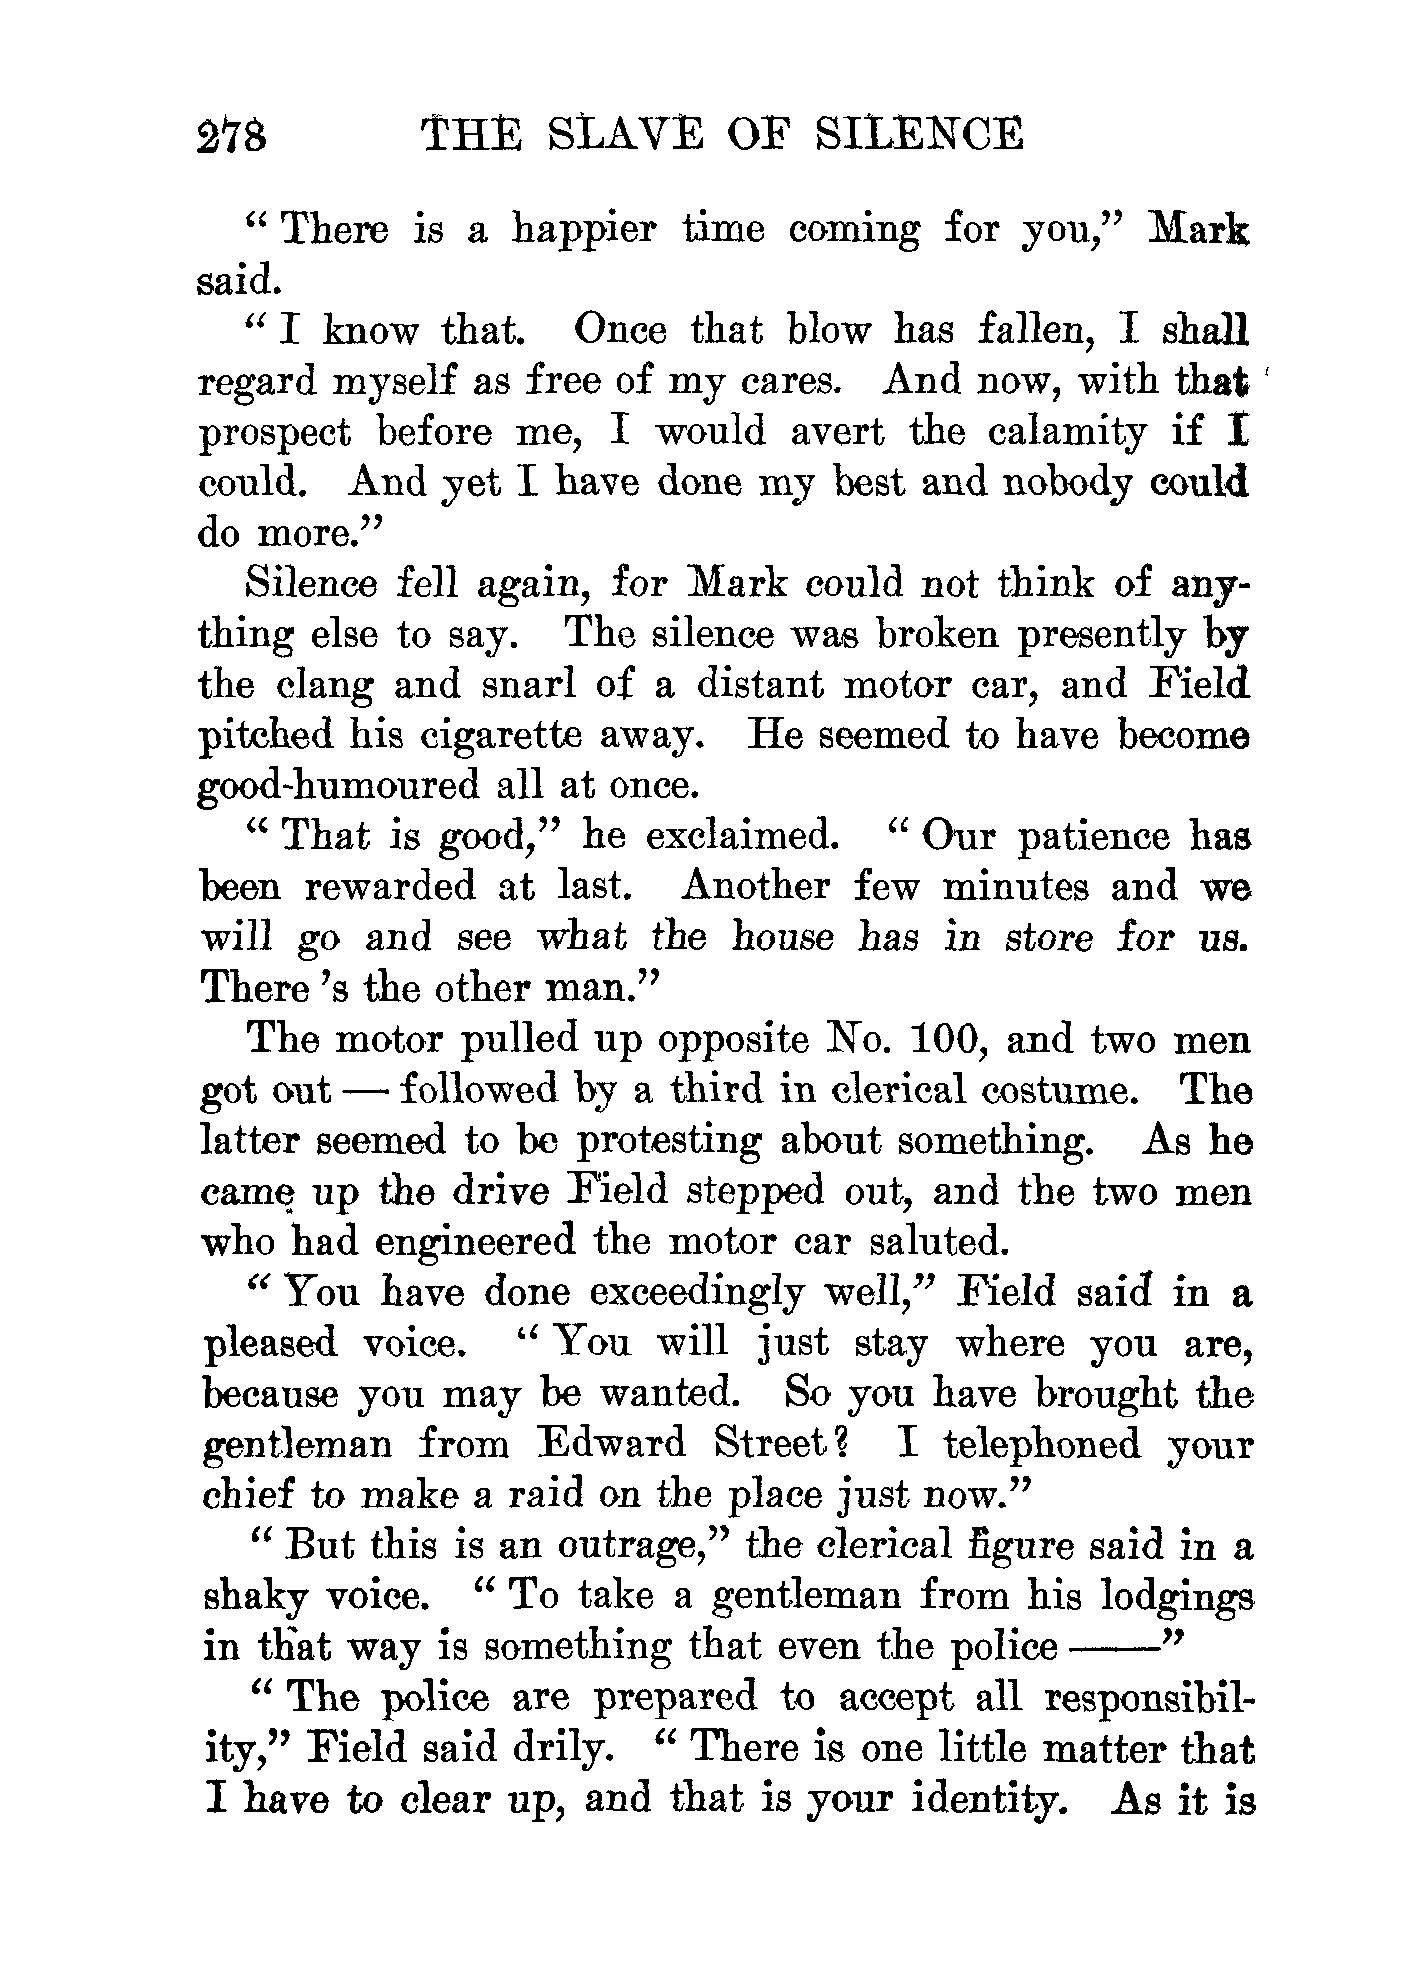 278 THE SLAVE OF SILENCE
“ There is a happier time coming for you,” Mark
said.
“ I know that. Once that blow has fallen, I shall
regard myself as free of my cares. And now, with that
prospect before me, I would avert the calamity if I
could. And yet I have done my best and nobody could
do more.”
Silence fell again, for Mark could not think of any-
thing else to say. The silence was broken presently by
the clang and snarl of a distant motor car, and Field
pitched his cigarette away. He seemed to have become
good-humoured all at once.
“ That is good,” he exclaimed. “ Our patience has
been rewarded at last. Another few minutes and we
will go and see what the house has in store for us.
There ’s the other man.”
The motor pulled up opposite No. 100, and two men
got out — followed by a third in clerical costume. The
latter seemed to be protesting about something. As he
came up the drive Field stepped out, and the two men
who had engineered the motor car saluted.
“ You have done exceedingly well,” Field said in a
pleased voice. “ You will just stay where you are,
because you may be wanted. So you have brought the
gentleman from Edward Street? I telephoned your
chief to make a raid on the place just now.”
“ But this is an outrage,” the clerical figure said in a
shaky voice. “ To take a gentleman from his lodgings
in that way is something that even the police ——”
“ The police are prepared to accept all responsibil-
ity,” Field said drily. “ There is one little matter that
I have to clear up, and that is your identity. As it is